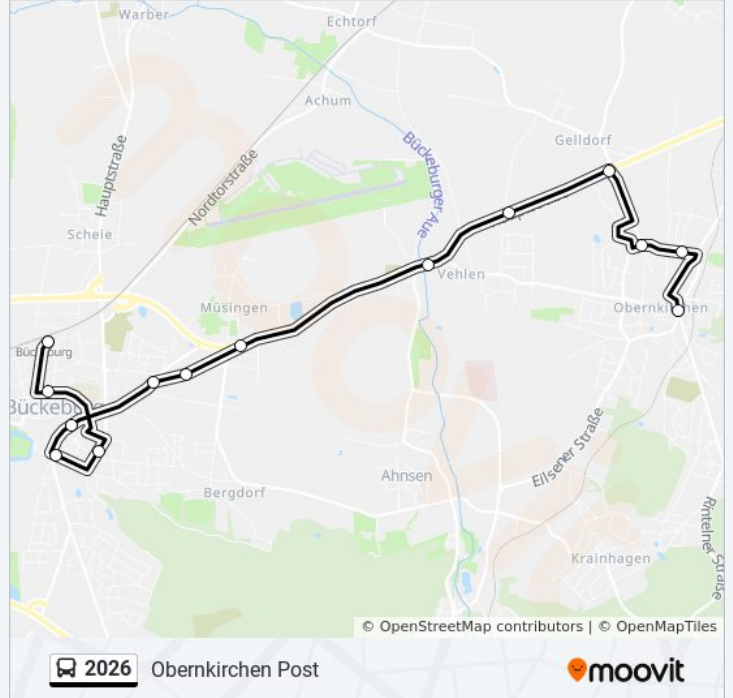 Warber
Echtorf
Achum
Gelldorf
Hauptstraße
Nordtorstraße
Bückeburger Aue
Scheie
Vehlen
Müsingen
Obernkirchen
Bückeburg
Bückeburg
Ahnsen
Eilsener Straße
Bergdorf
Rintelner Straße
Krainhagen
© OpenStreetMap contributors | © OpenMapTiles
2026 Obernkirchen Post
moovit